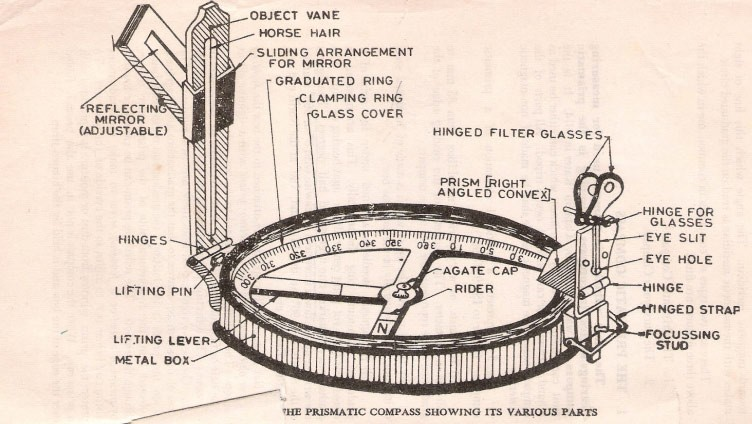 OBJECT VANE
HORSE HAIR
SLIDING ARRANGEMENT
FOR MIRROR
GRADUATED RING
CLAMPING RING
GLASS COVER
REFLECTING
MIRROR
(ADJUSTABLE)
HINGED FILTER GLASSES
PRISM [RIGHT
ANGLED CONVEX]
HINGE FOR
GLASSES
EYE SLIT
EYE HOLE
HINGE
HINGED STRAP
FOCUSSING
STUD
HINGES
LIFTING PIN
LIFTING LEVER
METAL BOX
AGATE CAP
RIDER
300 310 320 330 340 350
N
THE PRISMATIC COMPASS SHOWING ITS VARIOUS PARTS